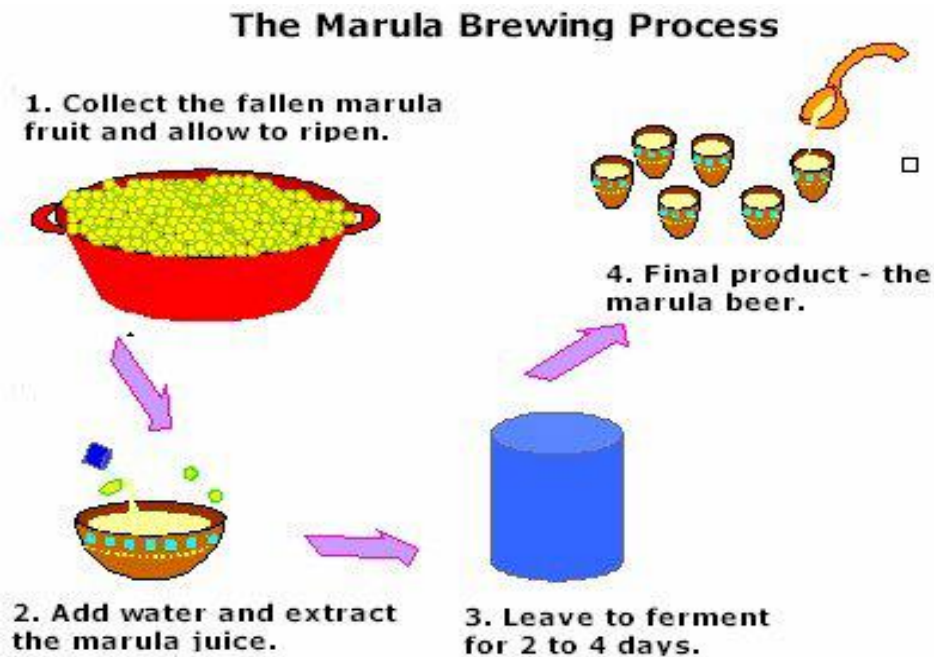 The Marula Brewing Process
1. Collect the fallen marula
fruit and allow to ripen.
2. Add water and extract
the marula juice.
3. Leave to ferment
for 2 to 4 days.
4. Final product - the
marula beer.